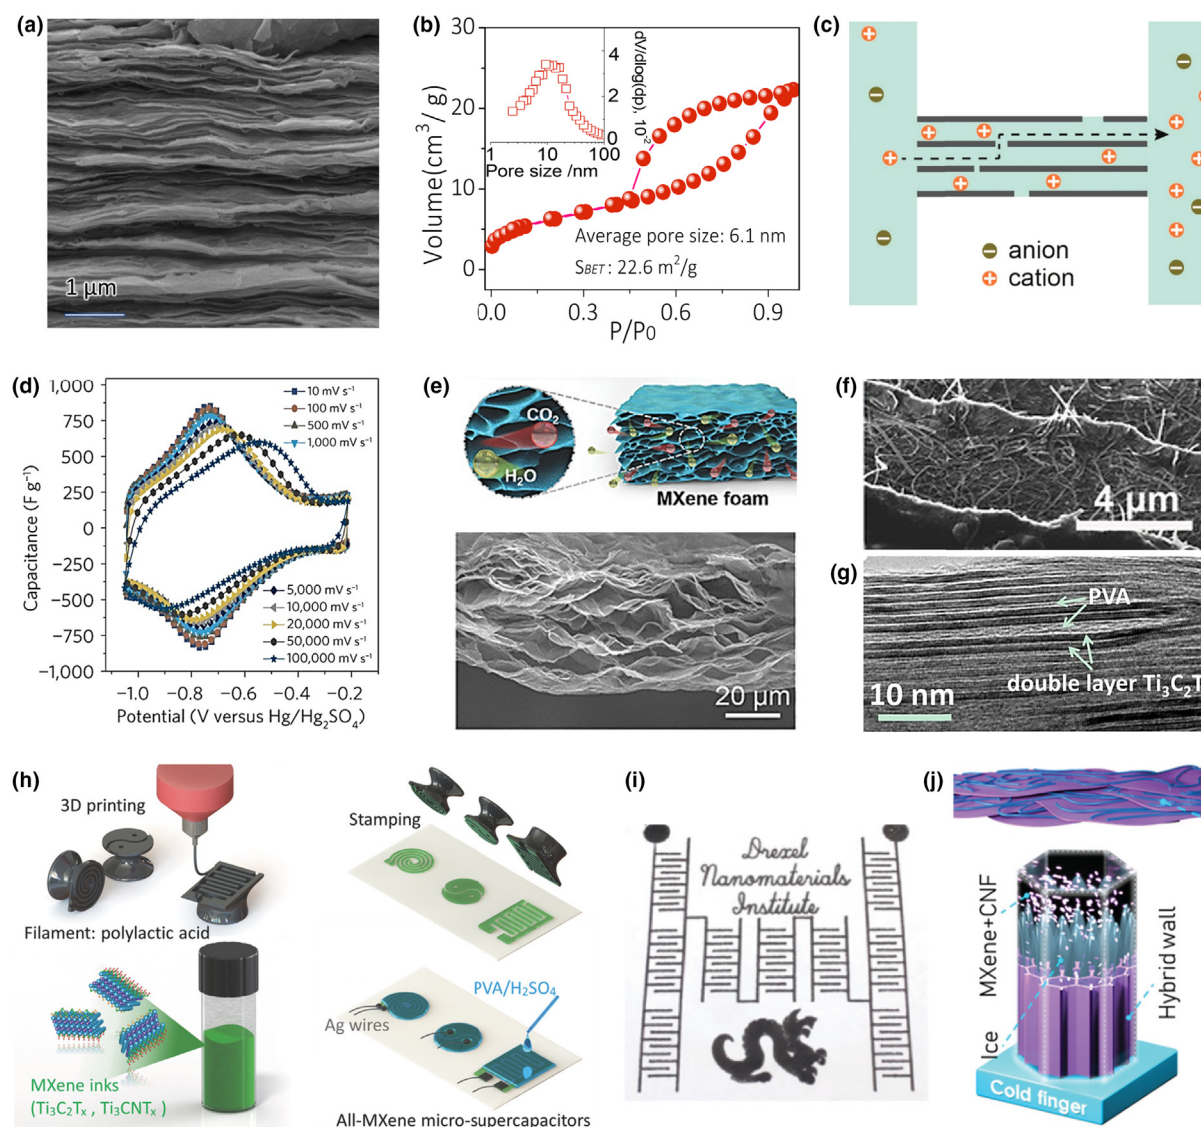 (a)
1 μm
(b)
Volume(cm³/ g)
30
20
10
0
0.0
0.3
0.6
0.9
P/P0
dV/dlog(dp), 10⁻²
4
2
0
1
10
100
Pore size /nm
Average pore size: 6.1 nm
SBET : 22.6 m²/g
(c)
anion
cation
(d)
Capacitance (F g⁻¹)
1,000
750
500
250
0
−250
−500
−750
−1,000
10 mV s⁻¹
100 mV s⁻¹
500 mV s⁻¹
1,000 mV s⁻¹
5,000 mV s⁻¹
10,000 mV s⁻¹
20,000 mV s⁻¹
50,000 mV s⁻¹
100,000 mV s⁻¹
−1.0
−0.8
−0.6
−0.4
−0.2
Potential (V versus Hg/Hg₂SO₄)
(e)
CO₂
H₂O
MXene foam
20 μm
(f)
4 μm
(g)
PVA
double layer Ti₃C₂T
10 nm
(h)
3D printing
Filament: polylactic acid
MXene inks
(Ti₃C₂Tₓ , Ti₃CNTₓ )
Stamping
PVA/H₂SO₄
Ag wires
All-MXene micro-supercapacitors
(i)
Drexel
Nanomaterials
Institute
(j)
MXene+CNF
Ice
Hybrid wall
Cold finger